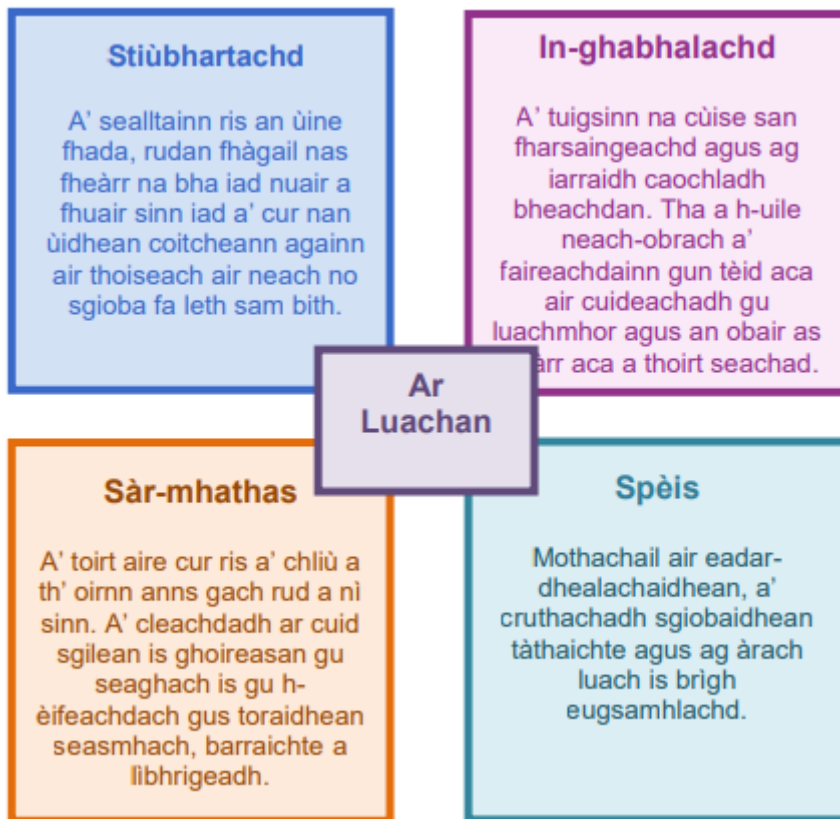 Stiùbhartachd
A' sealltainn ris an ùine
fhada, rudan fhàgail nas
fheàrr na bha iad nuair a
fhuair sinn iad a' cur nan
ùidhean coitcheann againn
air thoiseach air neach no
sgioba fa leth sam bith.
In-ghabhalachd
A' tuigsinn na cùise san
fharsaingeachd agus ag
iarraidh caochladh
bheachdan. Tha a h-uile
neach-obrach a'
faireachdainn gun tèid aca
air cuideachadh gu
luachmhor agus an obair as
aca a thoirt seachad.
Ar
Luachan
Sàr-mhathas
A' toirt aire cur ris a' chliù a
th' oirnn anns gach rud a nì
sinn. A' cleachdadh ar cuid
sgilean is ghoireasan gu
seaghach is gu h-
èifeachdach gus toraidhean
seasmhach, barraichte a
lìbhrigeadh.
Spèis
Mothachail air eadar-
dhealachaidhean, a'
cruthachadh sgiobaidhean
tàthaichte agus ag àrach
luach is brìgh
eugsamhlachd.